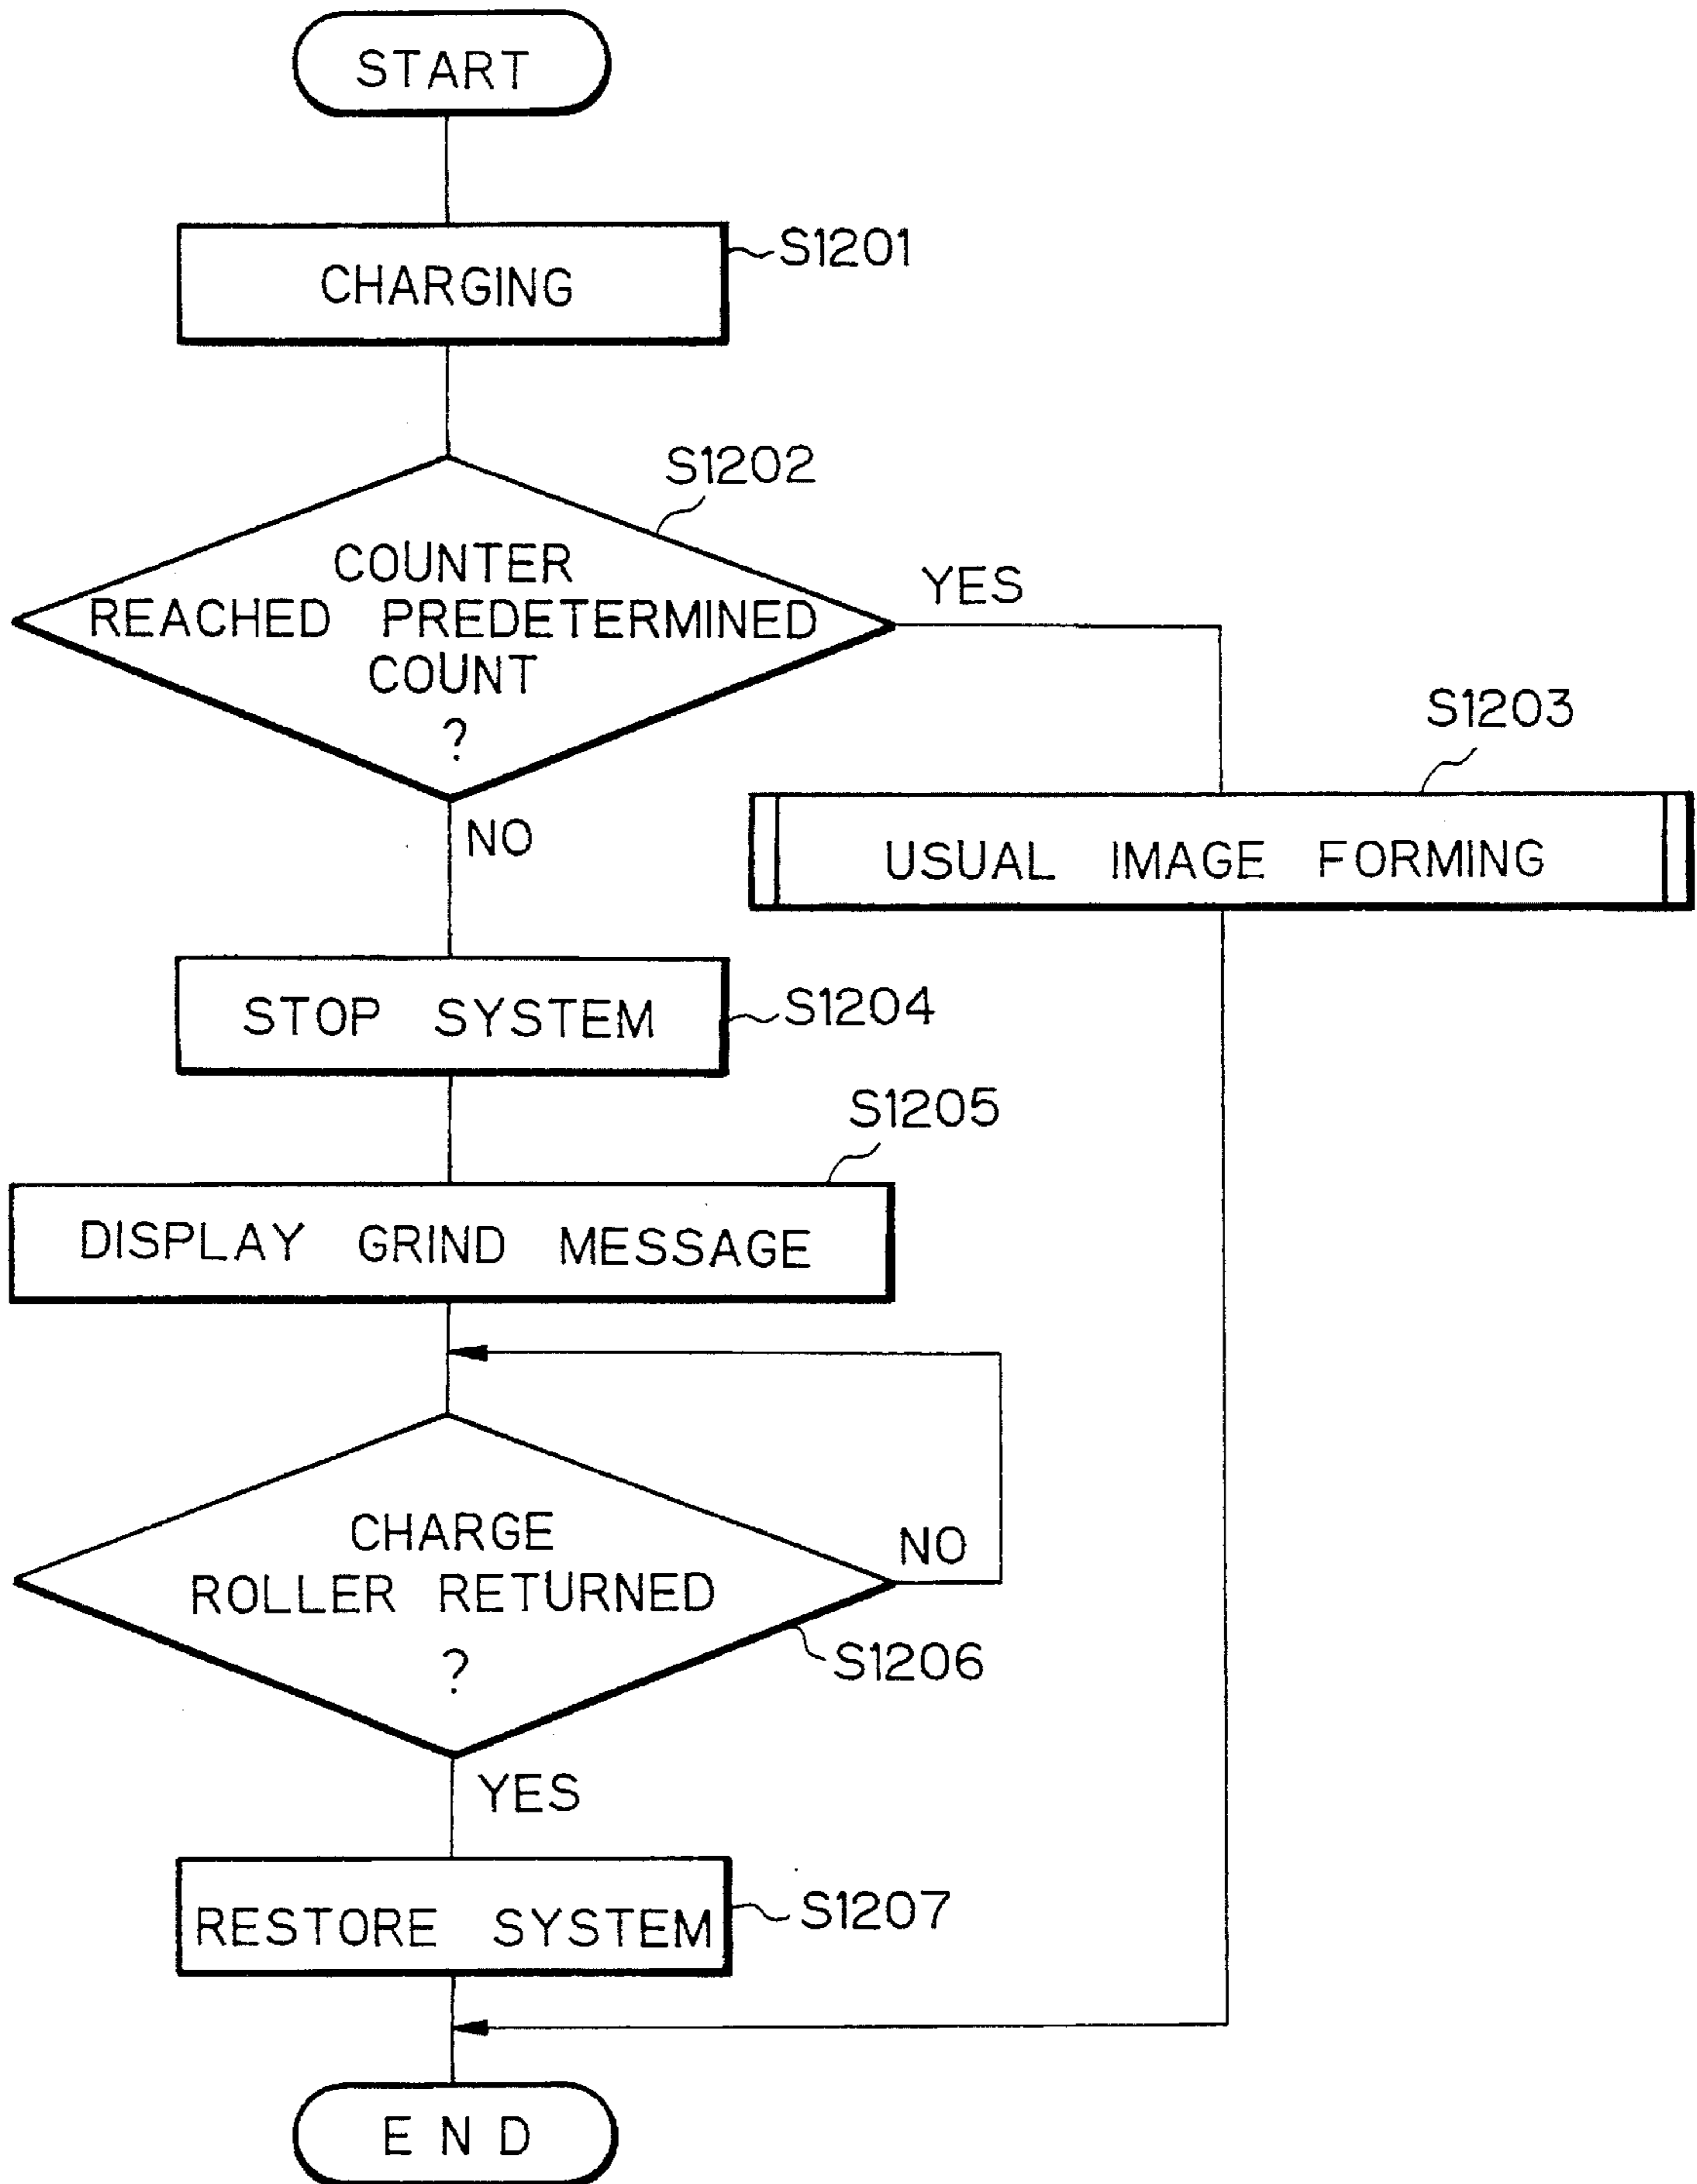 START
S1201
CHARGING
S1202
COUNTER
REACHED PREDETERMINED
COUNT
?
YES
S1203
NO
USUAL IMAGE FORMING
STOP SYSTEM
S1204
S1205
DISPLAY GRIND MESSAGE
CHARGE
ROLLER RETURNED
?
NO
S1206
YES
RESTORE SYSTEM
S1207
END